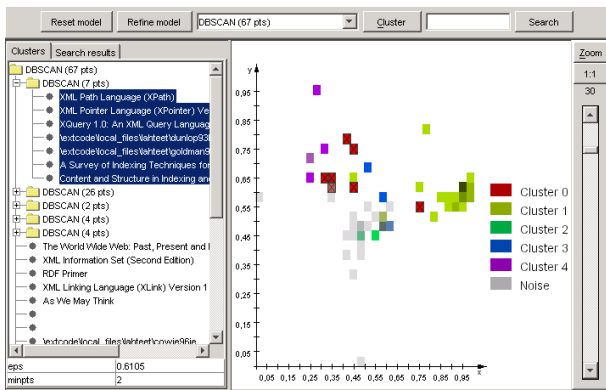 Reset model Refine model DBSCAN (67 pts) Cluster Search
Clusters Search results
DBSCAN (67 pts)
DBSCAN (7 pts)
XML Path Language (XPath)
XML Pointer Language (XPointer) Ve
XQuery 1.0: An XML Query Languag
\extcode\local_files\lahteet\dunlop93l
\extcode\local_files\lahteet\goldman9
A Survey of Indexing Techniques for
Content and Structure in Indexing and
DBSCAN (26 pts)
DBSCAN (2 pts)
DBSCAN (4 pts)
DBSCAN (4 pts)
The World Wide Web: Past, Present and I
XML Information Set (Second Edition)
RDF Primer
XML Linking Language (XLink) Version 1
As We May Think
\extcode\local_files\lahteet\cowie96ie
eps 0.6105
minpts 2
y
0,95
0,85
0,75
0,65
0,55
0,45
0,35
0,25
0,15
0,05
0,05 0,15 0,25 0,35 0,45 0,55 0,65 0,75 0,85 0,95
x
Cluster 0
Cluster 1
Cluster 2
Cluster 3
Cluster 4
Noise
Zoom
1:1
30